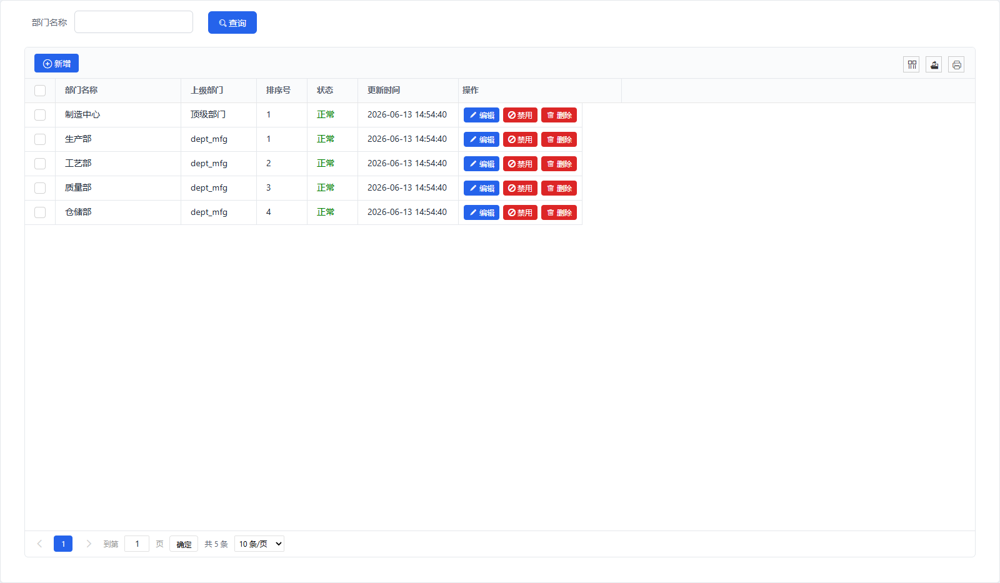 部门名称 查询
新增
部门名称 上级部门 排序号 状态 更新时间 操作
制造中心 顶级部门 1 正常 2026-06-13 14:54:40 编辑 禁用 删除
生产部 dept_mfg 1 正常 2026-06-13 14:54:40 编辑 禁用 删除
工艺部 dept_mfg 2 正常 2026-06-13 14:54:40 编辑 禁用 删除
质量部 dept_mfg 3 正常 2026-06-13 14:54:40 编辑 禁用 删除
仓储部 dept_mfg 4 正常 2026-06-13 14:54:40 编辑 禁用 删除
1 到第 1 页 确定 共 5 条 10 条/页